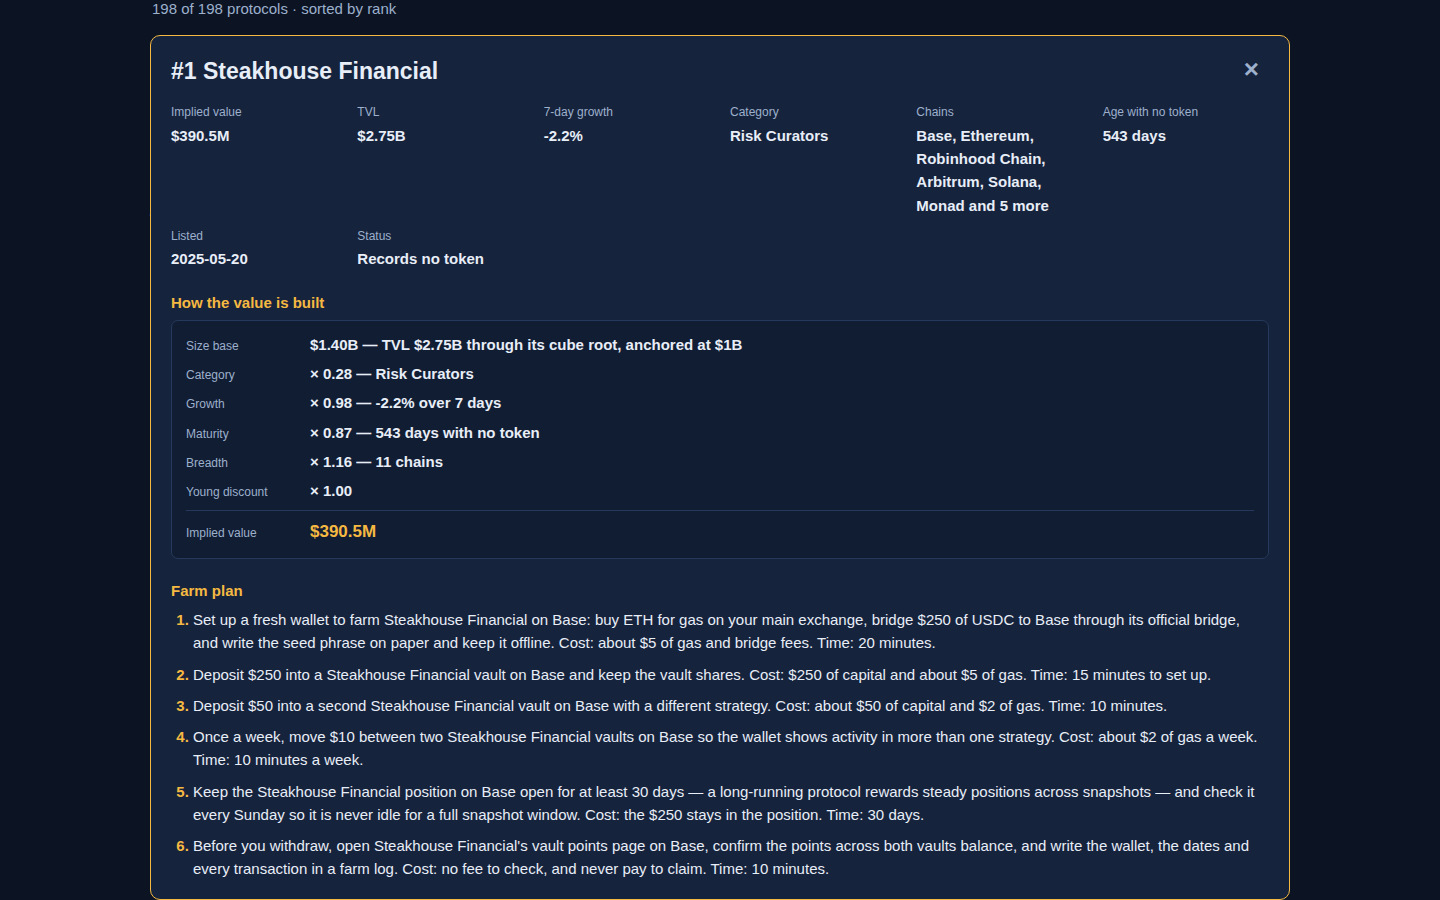 198 of 198 protocols · sorted by rank
#1 Steakhouse Financial
✕
Implied value
$390.5M
TVL
$2.75B
7-day growth
-2.2%
Category
Risk Curators
Chains
Base, Ethereum,
Robinhood Chain,
Arbitrum, Solana,
Monad and 5 more
Age with no token
543 days
Listed
2025-05-20
Status
Records no token
How the value is built
Size base $1.40B — TVL $2.75B through its cube root, anchored at $1B
Category × 0.28 — Risk Curators
Growth × 0.98 — -2.2% over 7 days
Maturity × 0.87 — 543 days with no token
Breadth × 1.16 — 11 chains
Young discount × 1.00
Implied value $390.5M
Farm plan
1. Set up a fresh wallet to farm Steakhouse Financial on Base: buy ETH for gas on your main exchange, bridge $250 of USDC to Base through its official bridge,
and write the seed phrase on paper and keep it offline. Cost: about $5 of gas and bridge fees. Time: 20 minutes.
2. Deposit $250 into a Steakhouse Financial vault on Base and keep the vault shares. Cost: $250 of capital and about $5 of gas. Time: 15 minutes to set up.
3. Deposit $50 into a second Steakhouse Financial vault on Base with a different strategy. Cost: about $50 of capital and $2 of gas. Time: 10 minutes.
4. Once a week, move $10 between two Steakhouse Financial vaults on Base so the wallet shows activity in more than one strategy. Cost: about $2 of gas a week.
Time: 10 minutes a week.
5. Keep the Steakhouse Financial position on Base open for at least 30 days — a long-running protocol rewards steady positions across snapshots — and check it
every Sunday so it is never idle for a full snapshot window. Cost: the $250 stays in the position. Time: 30 days.
6. Before you withdraw, open Steakhouse Financial's vault points page on Base, confirm the points across both vaults balance, and write the wallet, the dates and
every transaction in a farm log. Cost: no fee to check, and never pay to claim. Time: 10 minutes.